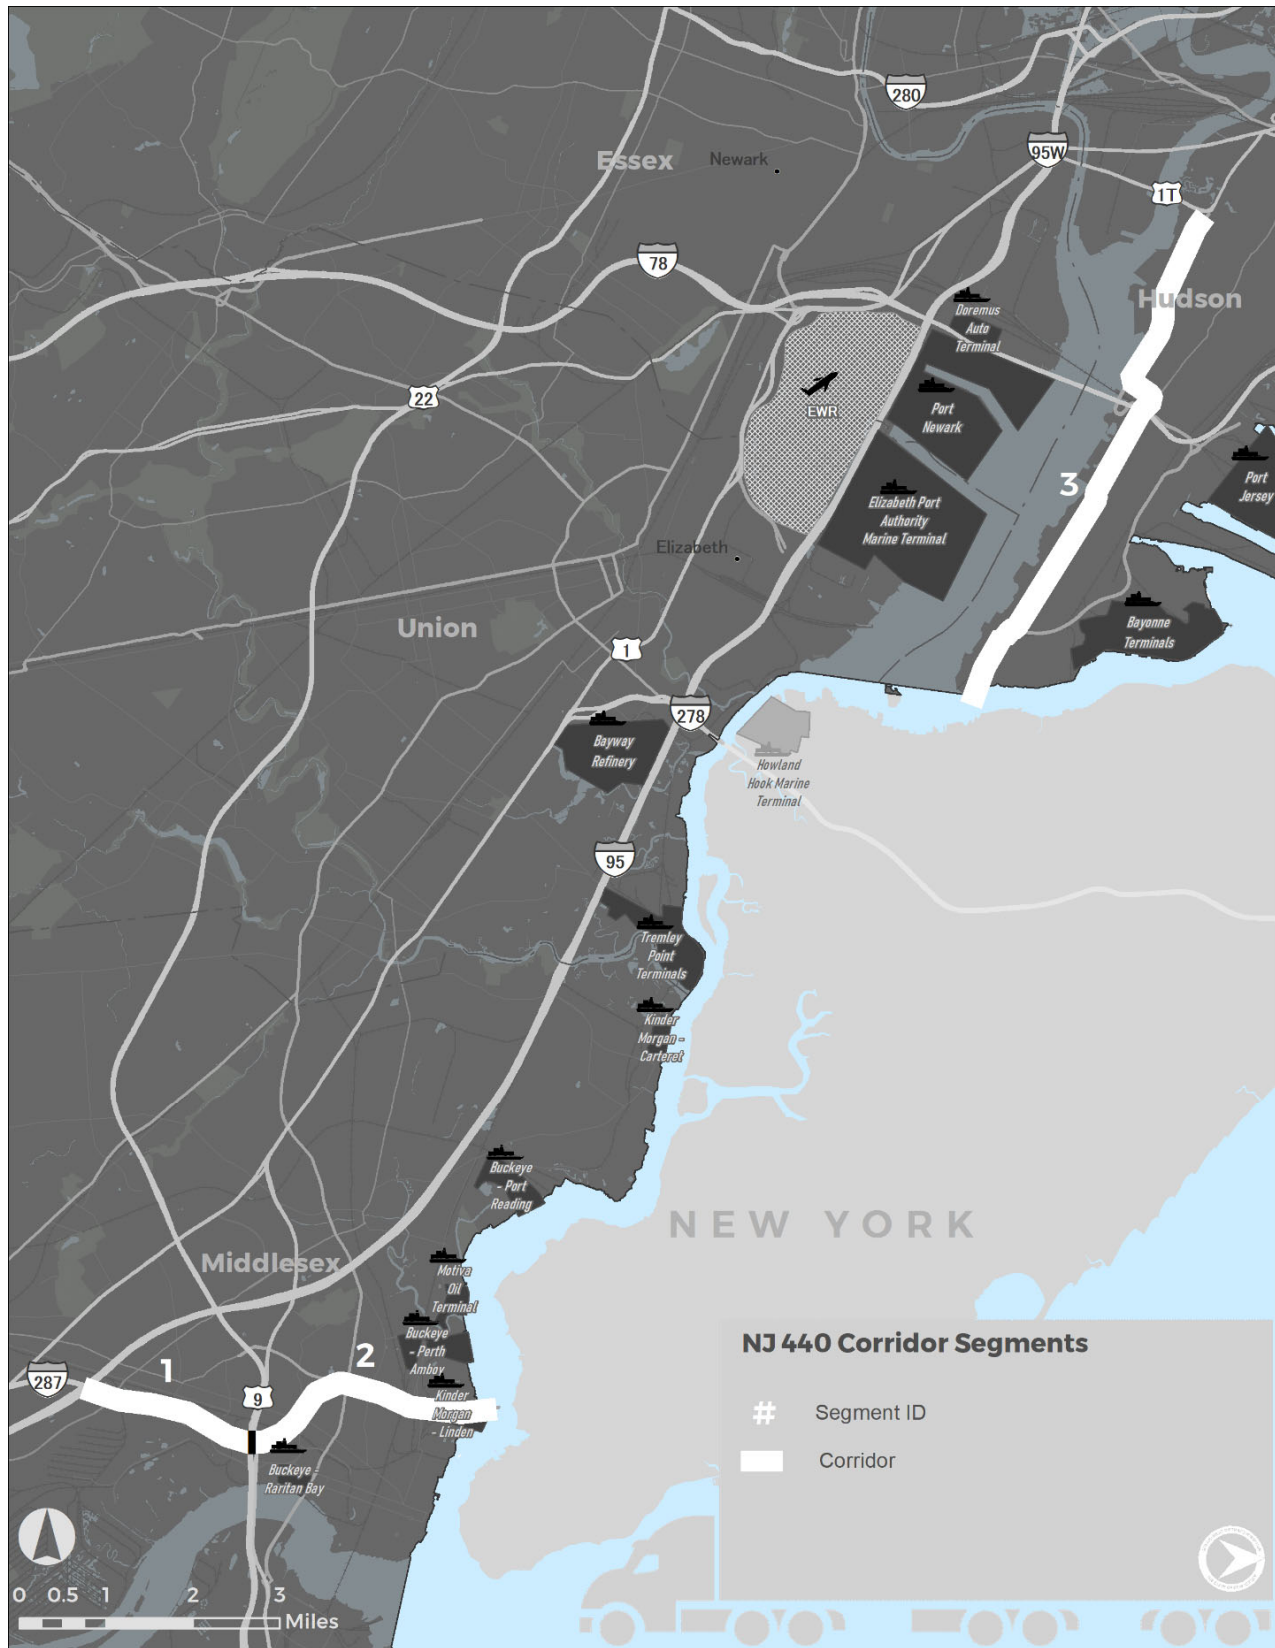 280
Essex
Newark
95W
1T
78
Hudson
Doremus
Auto
Terminal
22
EWR
Port
Newark
3
Port
Jersey
Elizabeth Port
Authority
Marine Terminal
Elizabeth
Union
1
Bayonne
Terminals
278
Bayway
Refinery
Howland
Hook Marine
Terminal
95
Tremley
Point
Terminals
Kinder
Morgan -
Carteret
Buckeye
- Port
Reading
NEW YORK
Middlesex
Motiva
Oil
Terminal
Buckeye
- Perth
Amboy
2
1
287
9
Kinder
Morgan
- Linden
Buckeye -
Raritan Bay
NJ 440 Corridor Segments
# Segment ID
Corridor
0 0.5 1 2 3
Miles